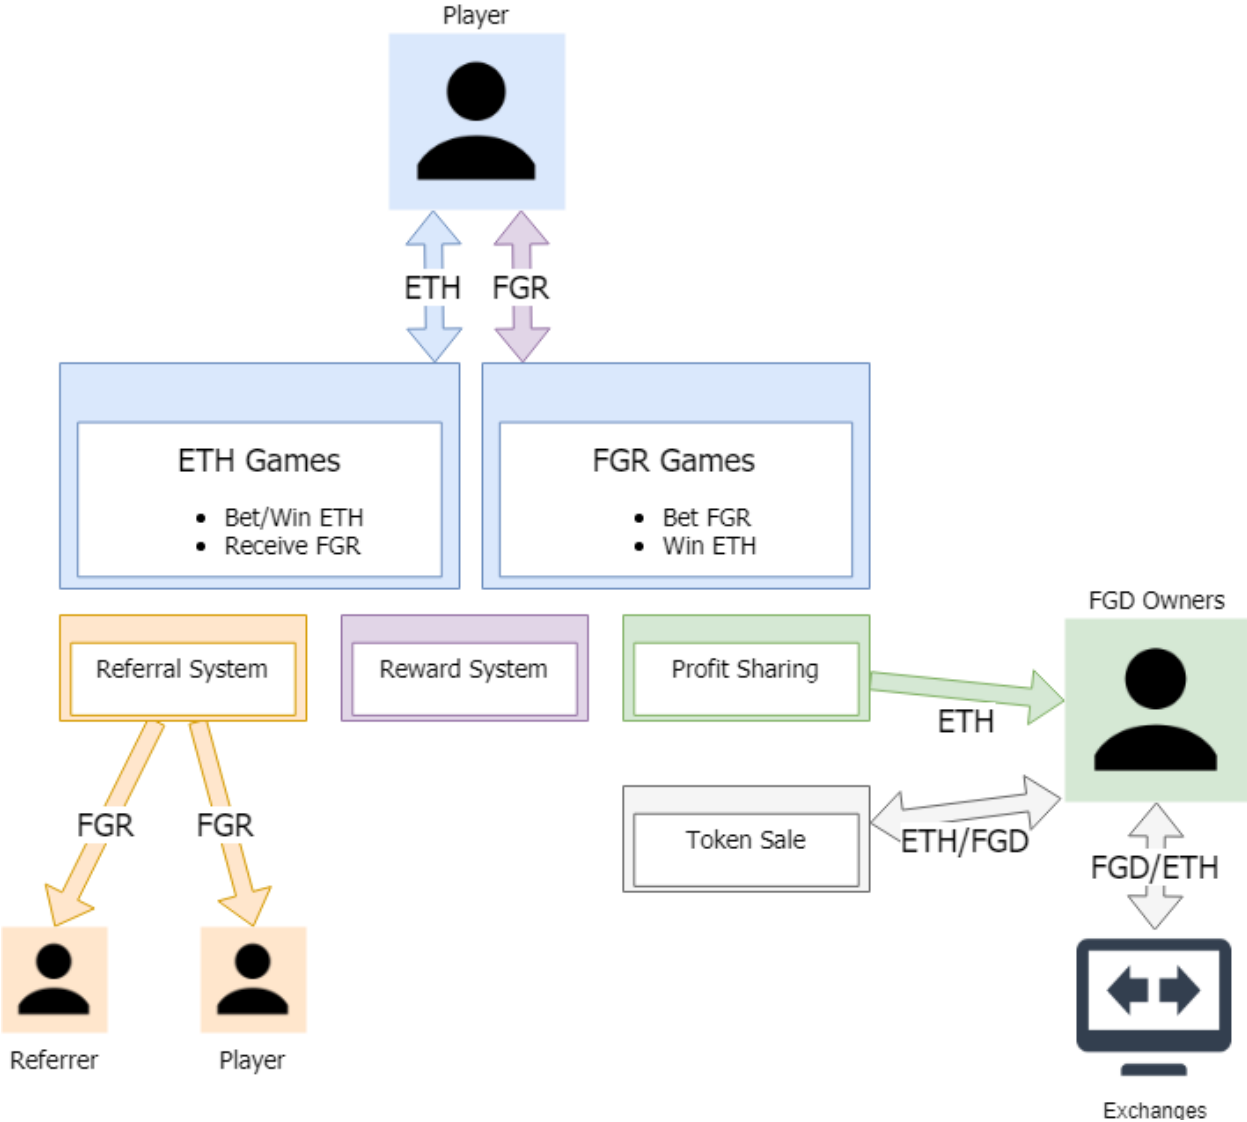 Player
ETH
FGR
ETH Games
• Bet/Win ETH
• Receive FGR
FGR Games
• Bet FGR
• Win ETH
Referral System
Reward System
Profit Sharing
FGD Owners
ETH
Token Sale
ETH/FGD
FGD/ETH
FGR
FGR
Referrer
Player
Exchanges